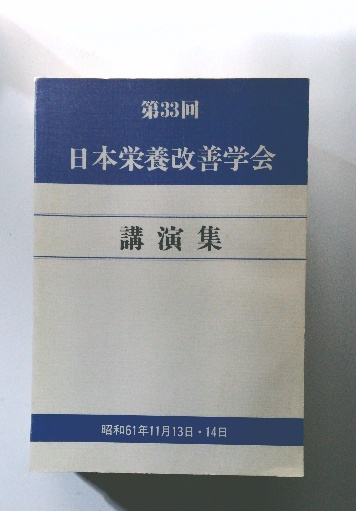 第33回
日本栄養改善学会
講演集
昭和61年11月13日・14日